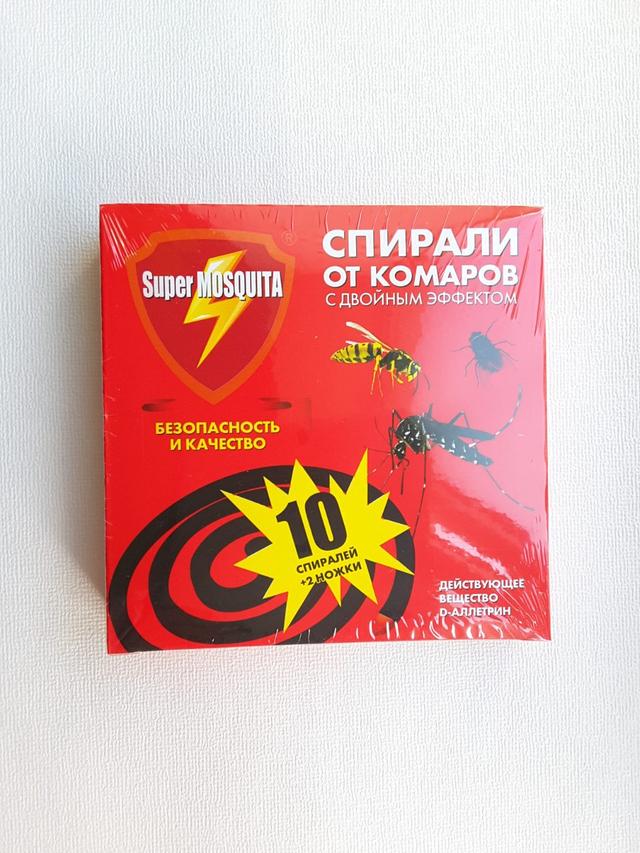 Super MOSQUITA
®
СПИРАЛИ
ОТ КОМАРОВ
С ДВОЙНЫМ ЭФФЕКТОМ
БЕЗОПАСНОСТЬ
И КАЧЕСТВО
10
СПИРАЛЕЙ
+2 НОЖКИ
ДЕЙСТВУЮЩЕЕ
ВЕЩЕСТВО
D-АЛЛЕТРИН